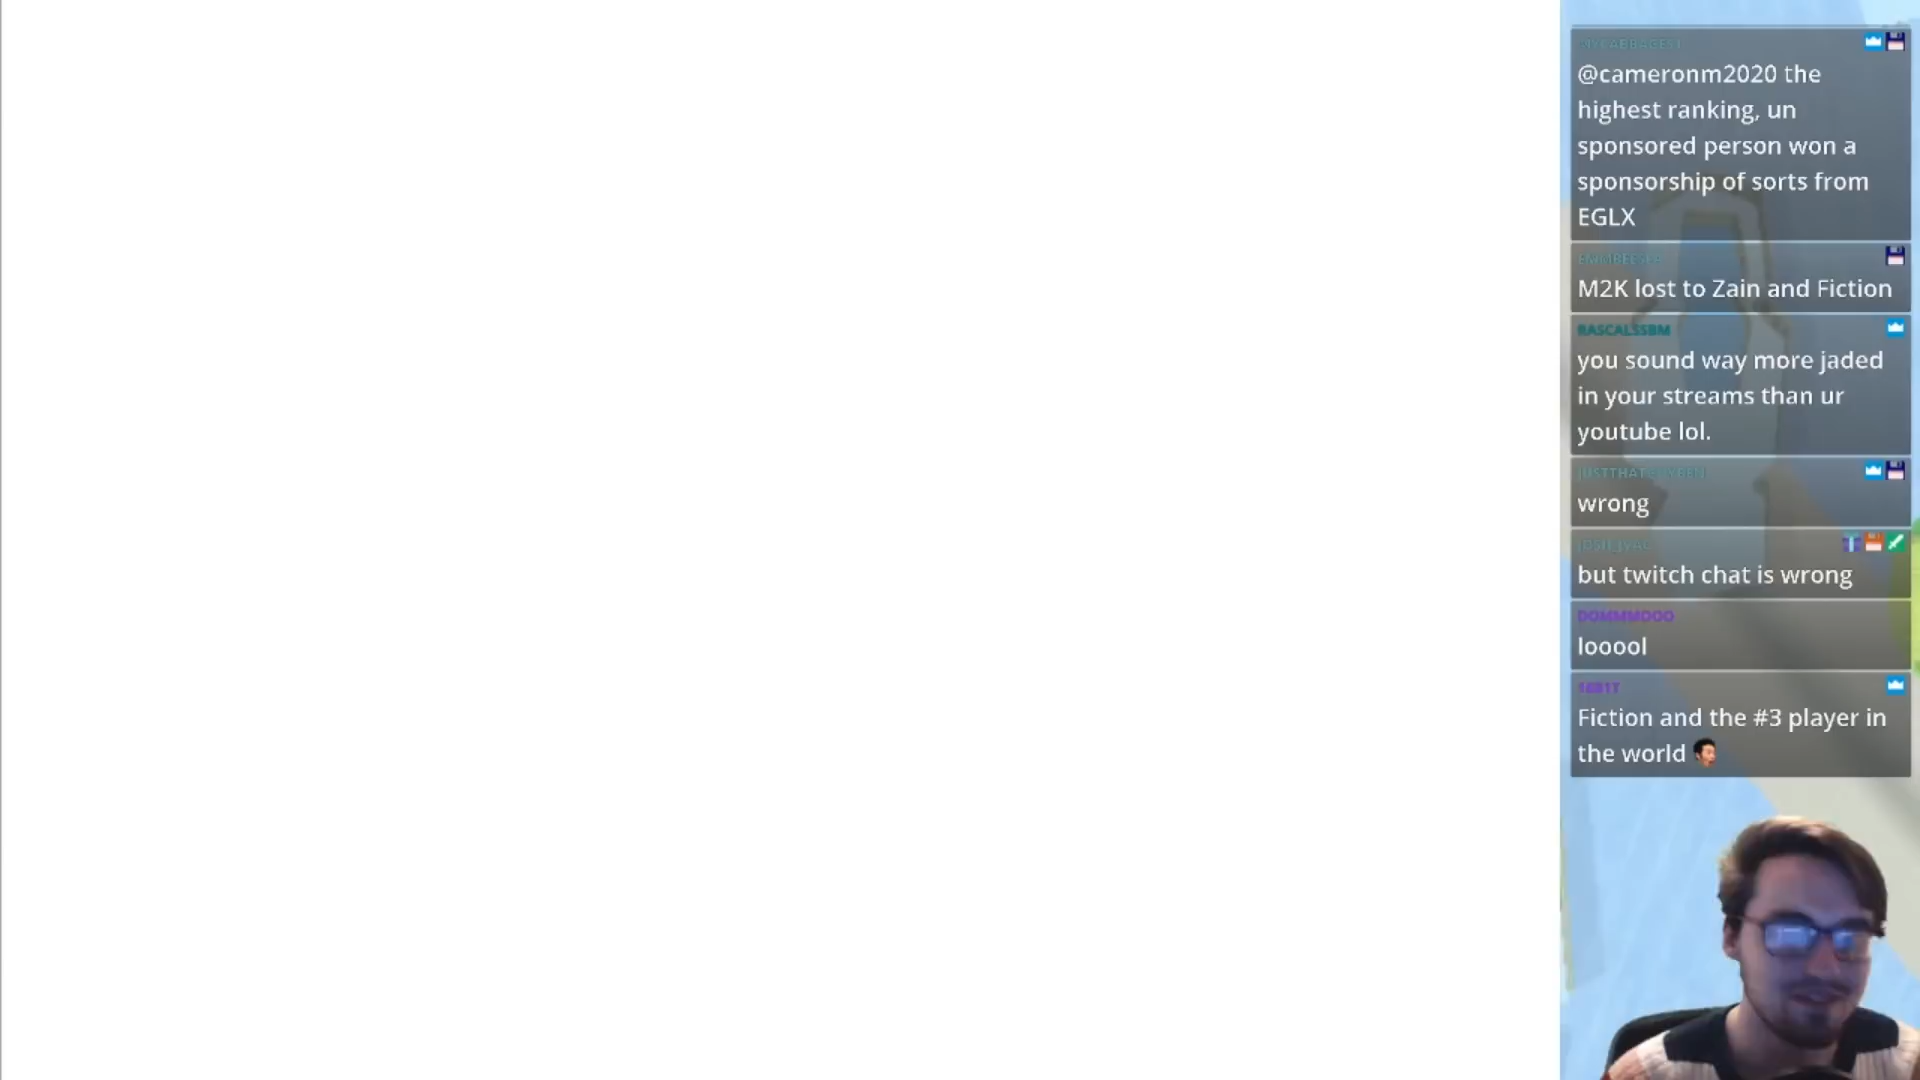 @cameronm2020 the
highest ranking, un
sponsored person won a
sponsorship of sorts from
EGLX
M2K lost to Zain and Fiction
RASCALSSBM
you sound way more jaded
in your streams than ur
youtube lol.
wrong
but twitch chat is wrong
DOMMMOOO
looool
Fiction and the #3 player in
the world